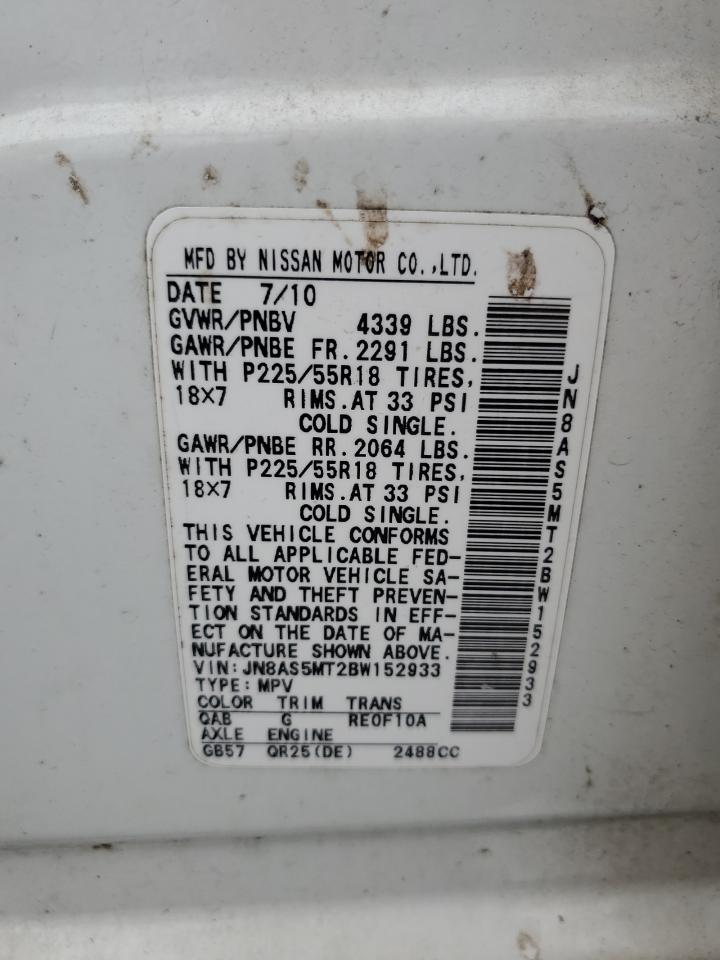 MFD BY NISSAN MOTOR CO.,LTD.
DATE 7/10
GVWR/PNBV 4339 LBS.
GAWR/PNBE FR.2291 LBS.
WITH P225/55R18 TIRES,
18X7 RIMS.AT 33 PSI
COLD SINGLE.
GAWR/PNBE RR.2064 LBS.
WITH P225/55R18 TIRES,
18X7 RIMS.AT 33 PSI
COLD SINGLE.
THIS VEHICLE CONFORMS
TO ALL APPLICABLE FED-
ERAL MOTOR VEHICLE SA-
FETY AND THEFT PREVEN-
TION STANDARDS IN EFF-
ECT ON THE DATE OF MA-
NUFACTURE SHOWN ABOVE.
VIN:JN8AS5MT2BW152933
TYPE:MPV
COLOR TRIM TRANS
QAB G RE0F10A
AXLE ENGINE
GB57 QR25(DE) 2488CC
JN8AS5MT2BW152933